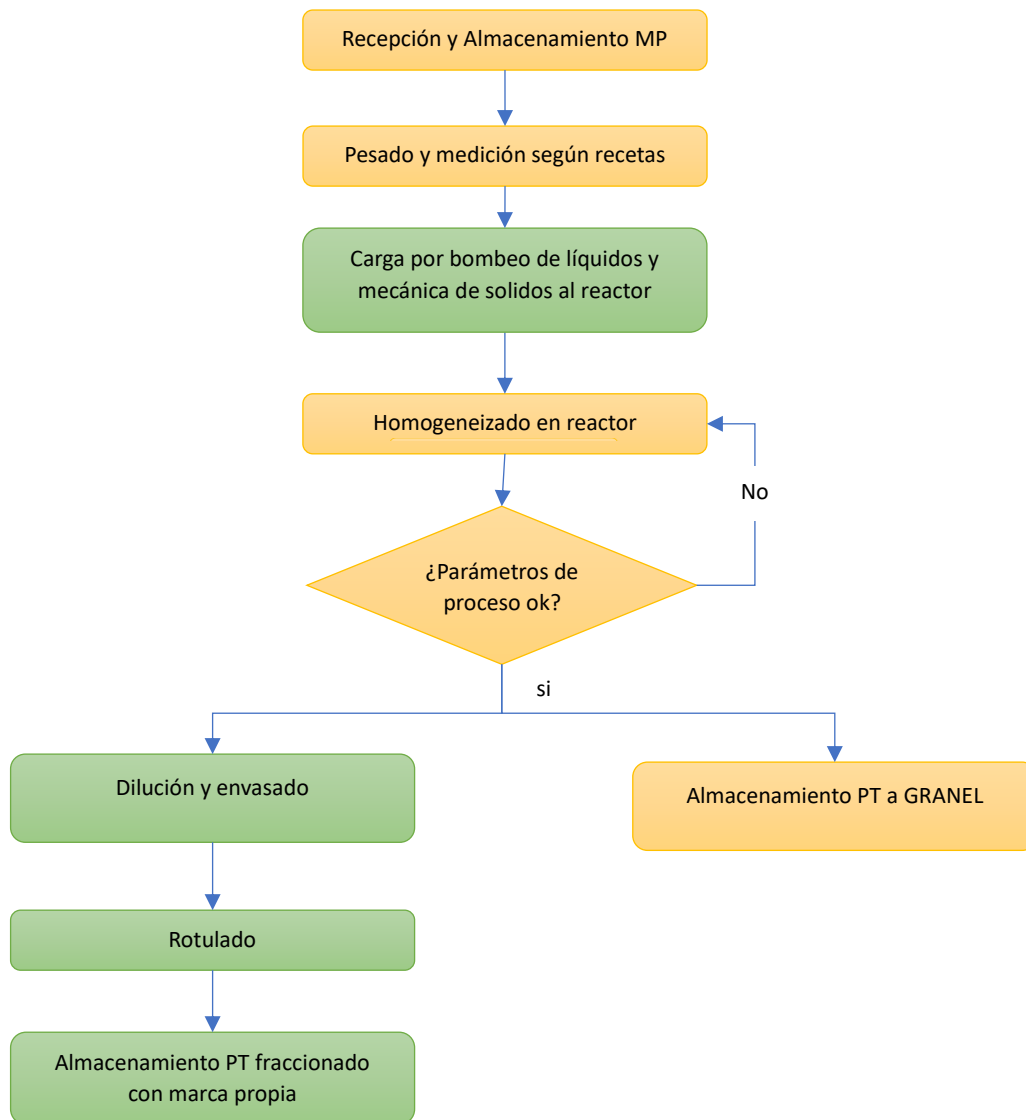 Recepción y Almacenamiento MP
Pesado y medición según recetas
Carga por bombeo de líquidos y
mecánica de solidos al reactor
Homogeneizado en reactor
No
¿Parámetros de
proceso ok?
si
Dilución y envasado
Almacenamiento PT a GRANEL
Rotulado
Almacenamiento PT fraccionado
con marca propia